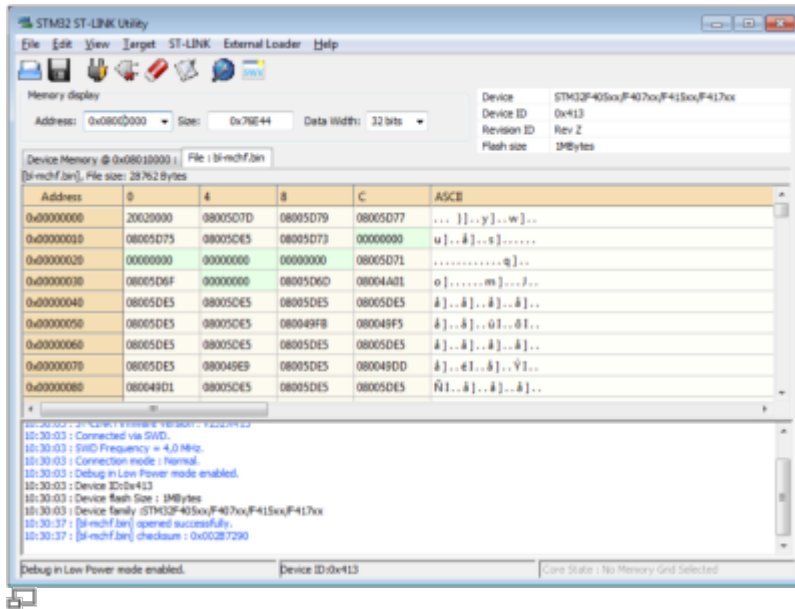 STM32 ST-LINK Utility
File Edit View Target ST-LINK External Loader Help
Memory display
Address: 0x08000000 Size: 0x76E44 Data Width: 32 bits
Device STM32F405xx/F407xx/F415xx/F417xx
Device ID 0x413
Revision ID Rev Z
Flash size 1MBytes
Device Memory @ 0x08010000 : File : bl-mchf.bin
[bl-mchf.bin], File size: 28762 Bytes
Address 0 4 8 C ASCII
0x00000000 20020000 08005D7D 08005D79 08005D77 ... }]..y]..w]..
0x00000010 08005D75 08005DE5 08005D73 00000000 u]..å]..s]......
0x00000020 00000000 00000000 00000000 08005D71 ............q]..
0x00000030 08005D6F 00000000 08005D6D 08004A01 o]......m]...J..
0x00000040 08005DE5 08005DE5 08005DE5 08005DE5 å]..å]..å]..å]..
0x00000050 08005DE5 08005DE5 080049FB 080049F5 å]..å]..ûI..õI..
0x00000060 08005DE5 08005DE5 08005DE5 08005DE5 å]..å]..å]..å]..
0x00000070 08005DE5 080049E9 08005DE5 080049DD å]..éI..å]..ÝI..
0x00000080 080049D1 08005DE5 08005DE5 08005DE5 ÑI..å]..å]..å]..
10:30:03 : Connected via SWD.
10:30:03 : SWD Frequency = 4,0 MHz.
10:30:03 : Connection mode : Normal.
10:30:03 : Debug in Low Power mode enabled.
10:30:03 : Device ID:0x413
10:30:03 : Device flash Size : 1MBytes
10:30:03 : Device family :STM32F405xx/F407xx/F415xx/F417xx
10:30:37 : [bl-mchf.bin] opened successfully.
10:30:37 : [bl-mchf.bin] checksum : 0x002B7290
Debug in Low Power mode enabled. Device ID:0x413 Core State : No Memory Grid Selected